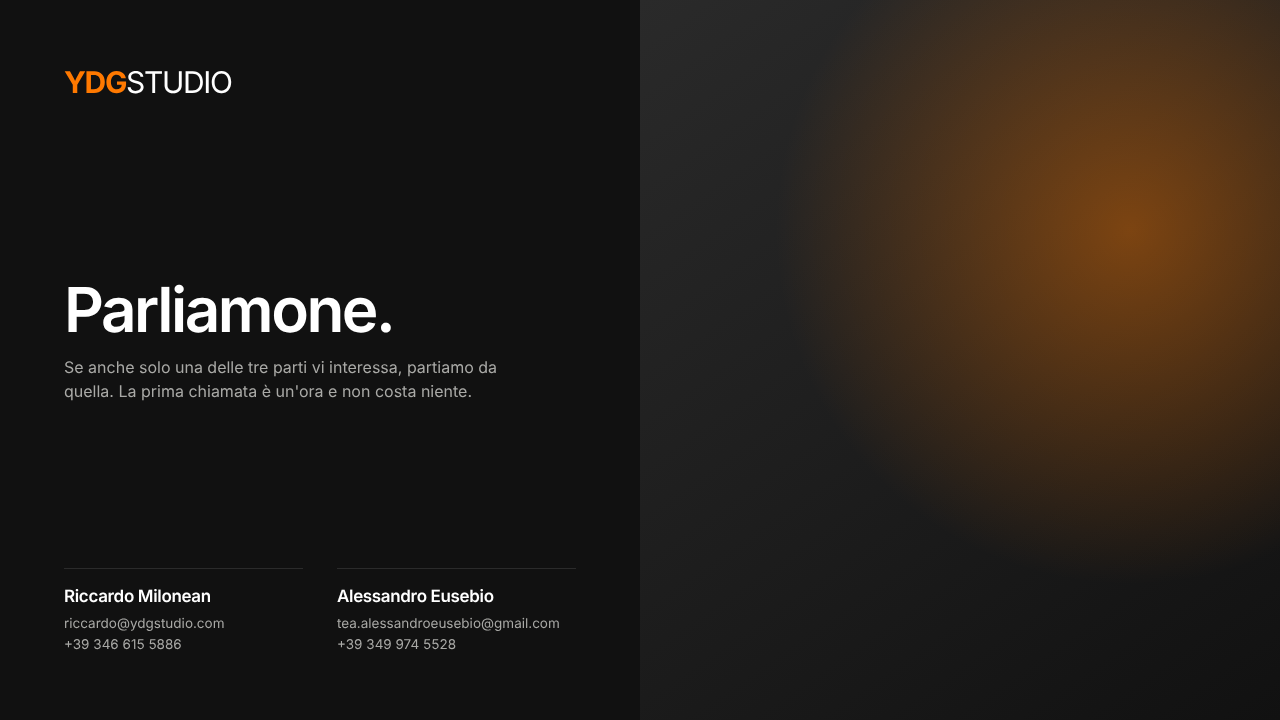 YDGSTUDIO
Parliamone.
Se anche solo una delle tre parti vi interessa, partiamo da
quella. La prima chiamata è un'ora e non costa niente.
Riccardo Milonean
riccardo@ydgstudio.com
+39 346 615 5886
Alessandro Eusebio
tea.alessandroeusebio@gmail.com
+39 349 974 5528